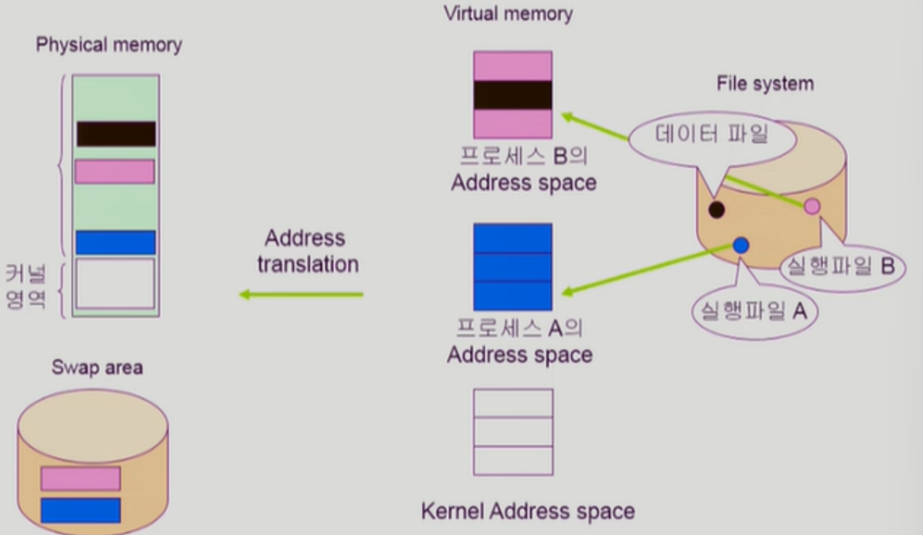 Virtual memory
Physical memory
File system
데이터 파일
프로세스 B의
Address space
Address
translation
커널
영역
실행파일 B
실행파일 A
프로세스 A의
Address space
Swap area
Kernel Address space